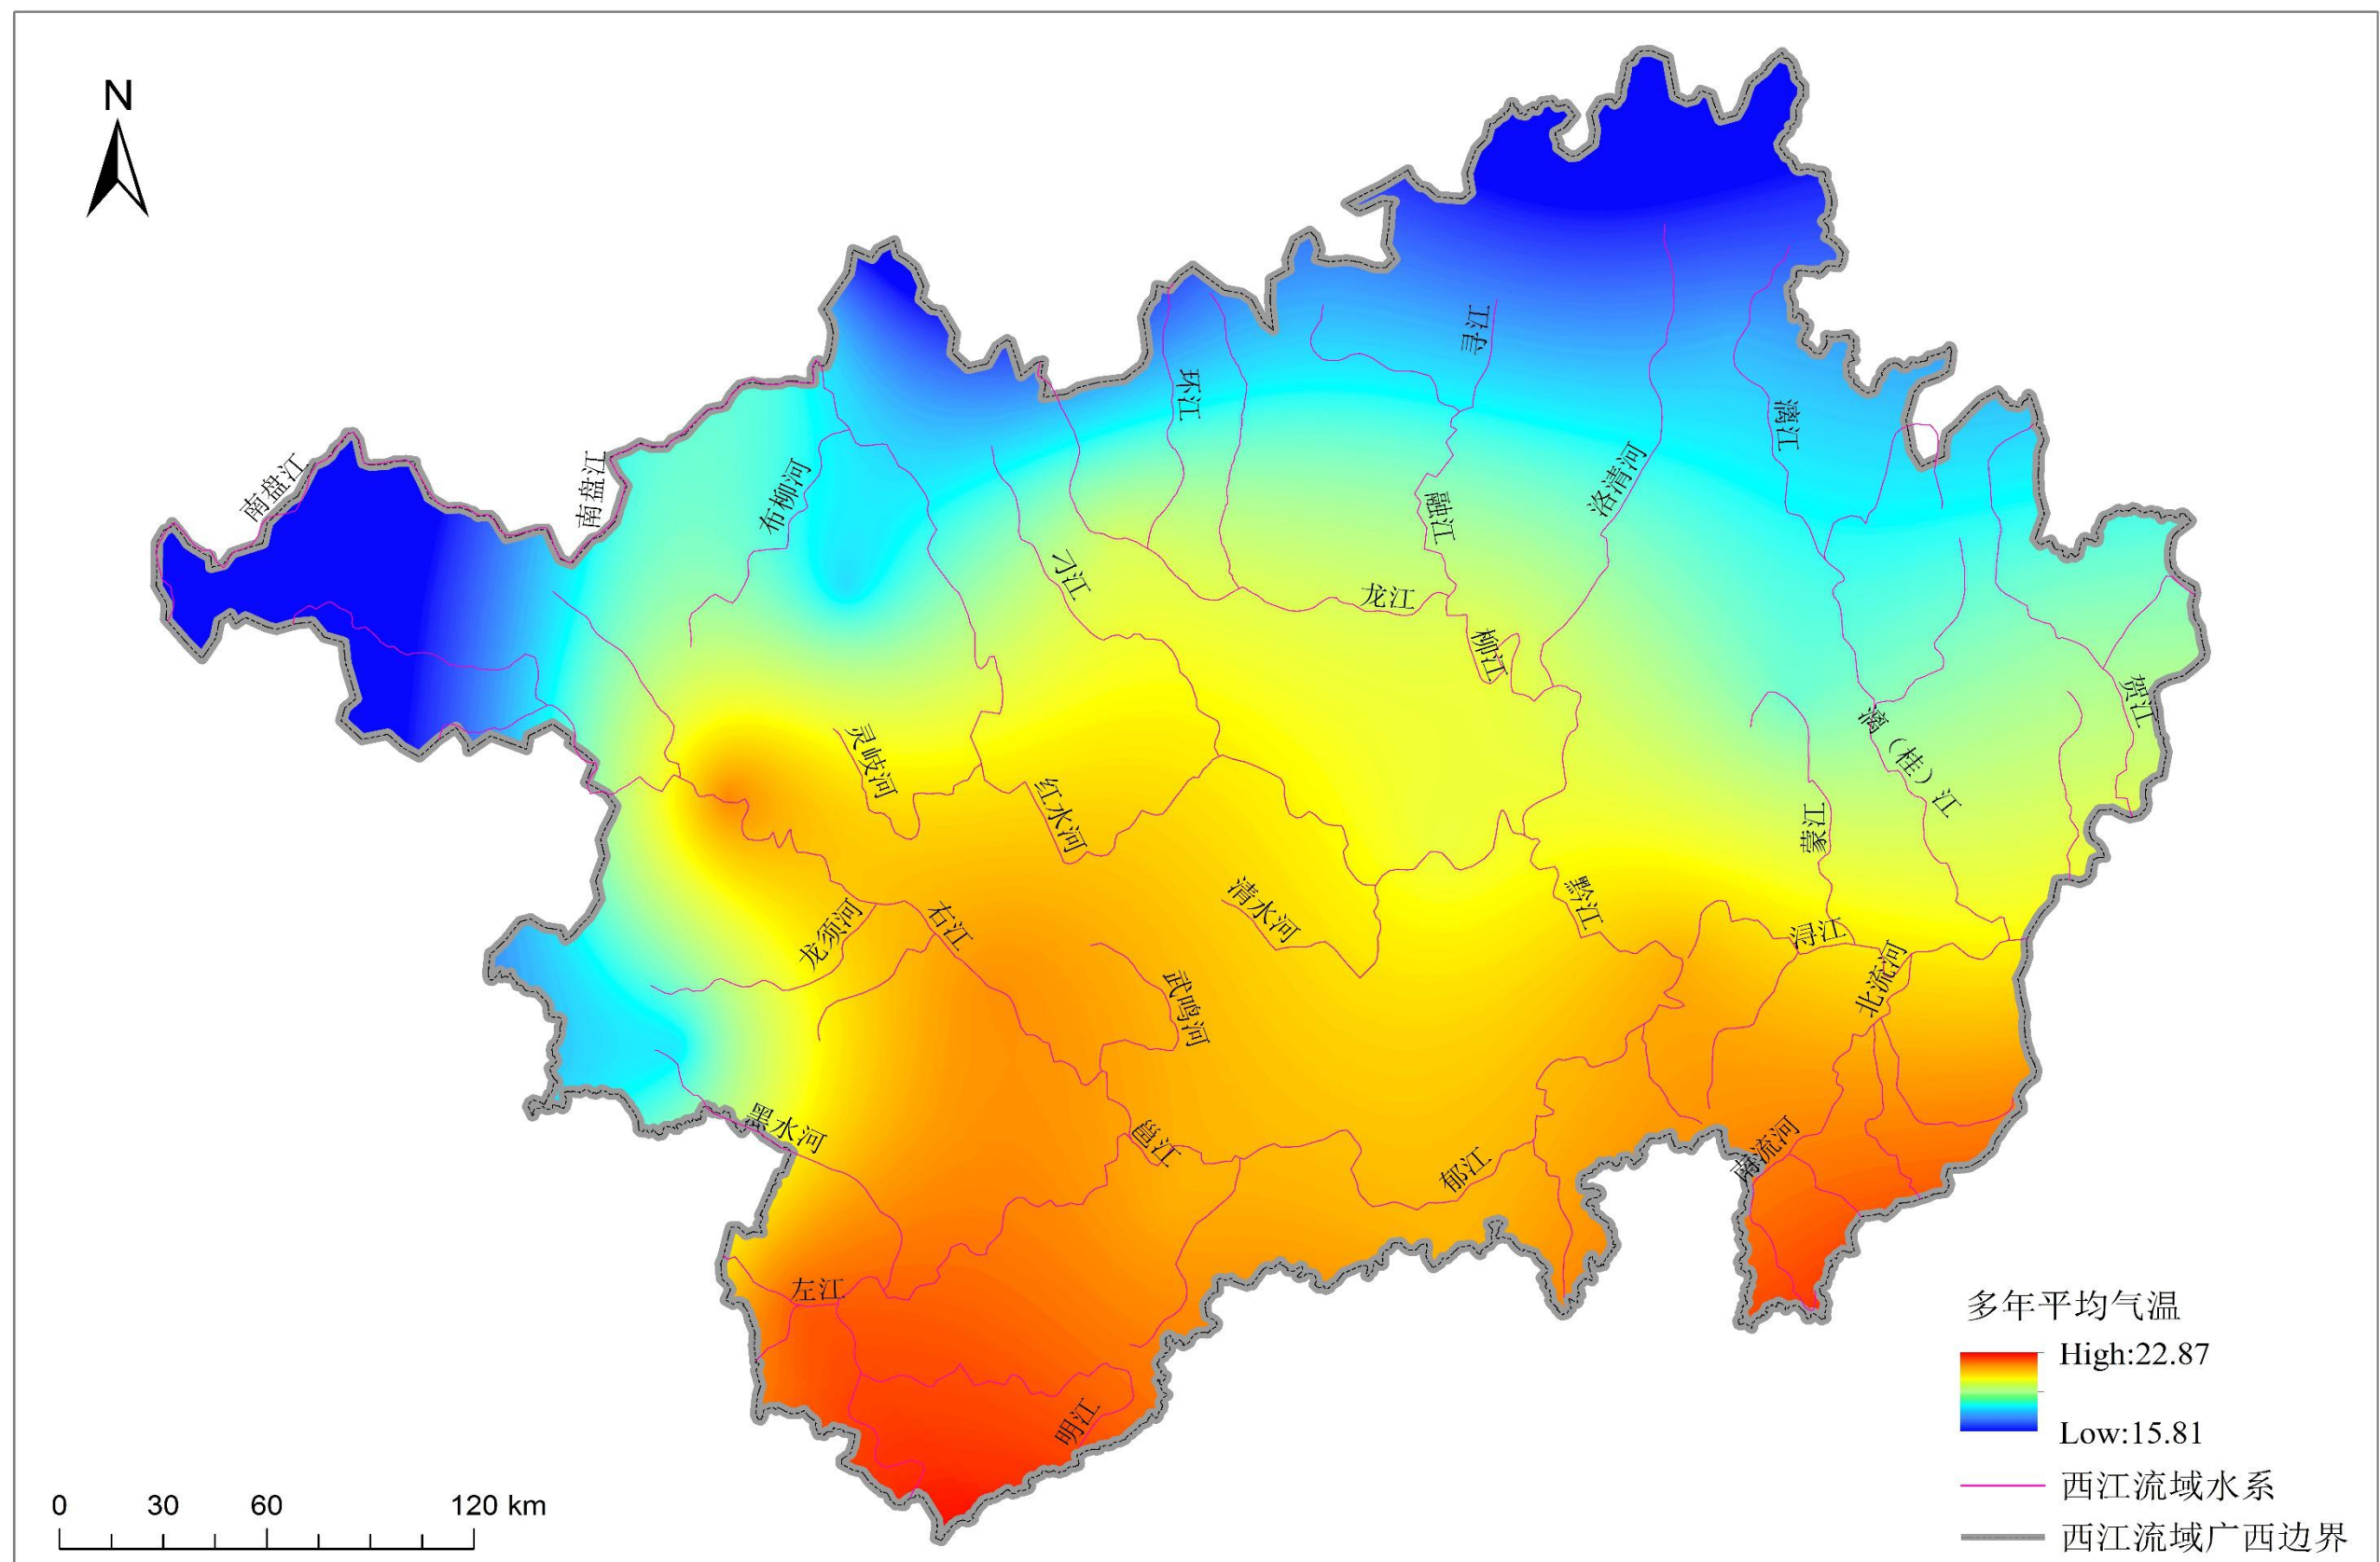 N
南盘江
南盘江
布柳河
环江
寻江
漓江
融江
洛清河
刁江
龙江
柳江
贺江
灵岐河
红水河
漓（桂）江
蒙江
清水河
黔江
浔江
龙须河
右江
武鸣河
北流河
黑水河
邕江
郁江
南流河
左江
明江
多年平均气温
High:22.87
Low:15.81
西江流域水系
西江流域广西边界
0 30 60 120 km